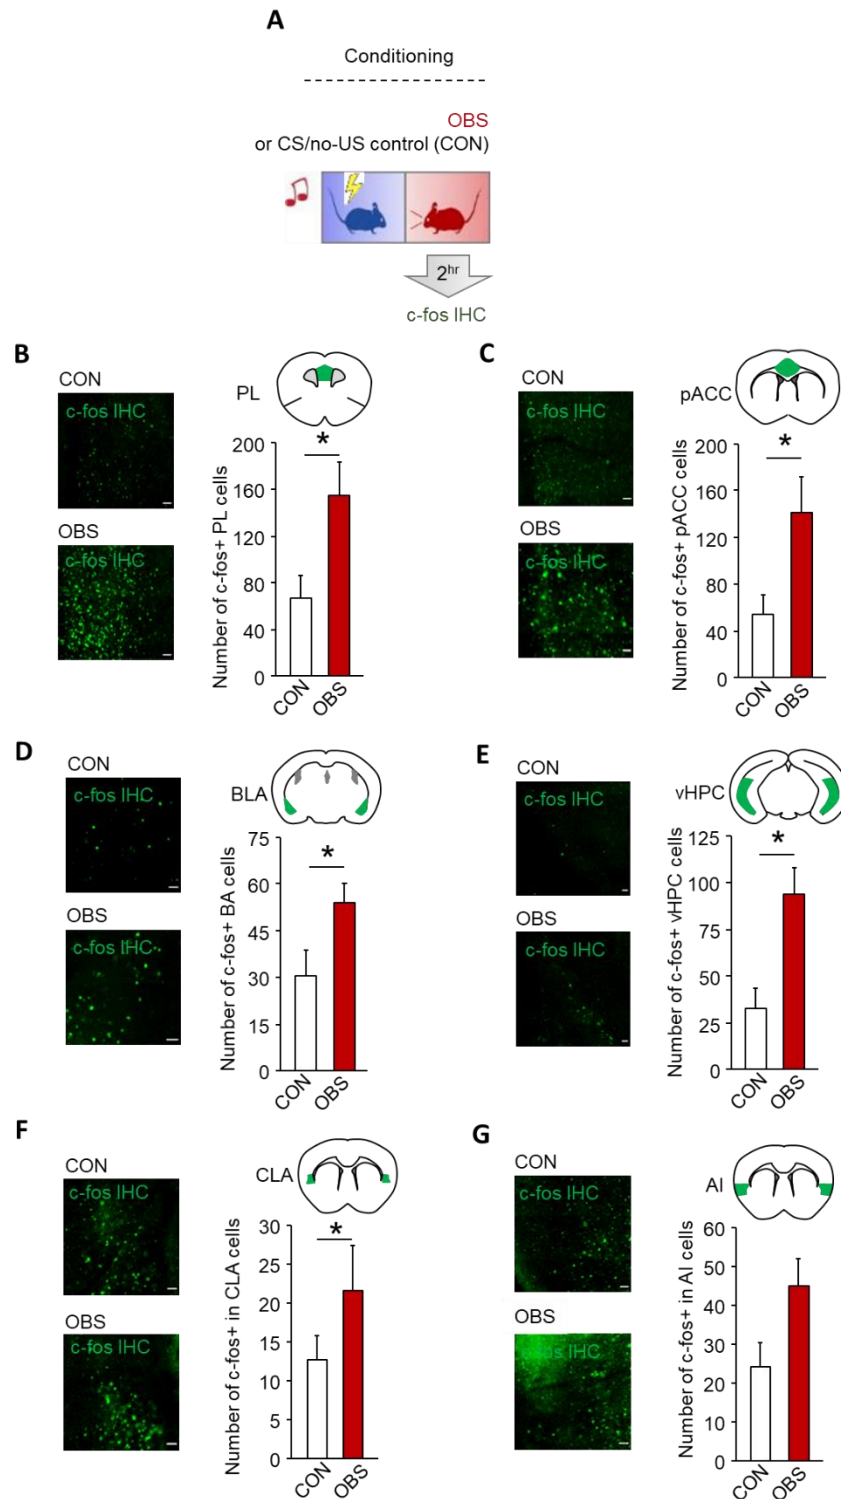 A
Conditioning
OBS
or CS/no-US control (CON)
2hr
c-fos IHC
B
CON
c-fos IHC
OBS
c-fos IHC
PL
Number of c-fos+ PL cells
200
160
120
80
40
0
*
CON
OBS
C
CON
c-fos IHC
OBS
c-fos IHC
pACC
Number of c-fos+ pACC cells
200
160
120
80
40
0
*
CON
OBS
D
CON
c-fos IHC
OBS
c-fos IHC
BLA
Number of c-fos+ BA cells
75
60
45
30
15
0
*
CON
OBS
E
CON
c-fos IHC
OBS
c-fos IHC
vHPC
Number of c-fos+ vHPC cells
125
100
75
50
25
0
*
CON
OBS
F
CON
c-fos IHC
OBS
c-fos IHC
CLA
Number of c-fos+ in CLA cells
30
25
20
15
10
5
0
*
CON
OBS
G
CON
c-fos IHC
OBS
c-fos IHC
AI
Number of c-fos+ in AI cells
60
50
40
30
20
10
0
CON
OBS